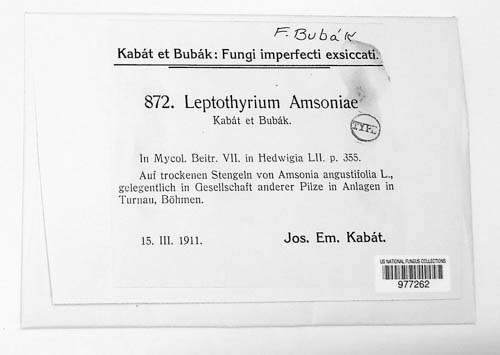 F. Bubák
Kabát et Bubák: Fungi imperfecti exsiccati.
872. Leptothyrium Amsoniae
Kabát et Bubák.
TYPE
In Mycol. Beitr. VII. in Hedwigia LII. p. 355.
Auf trockenen Stengeln von Amsonia angustifolia L.,
gelegentlich in Gesellschaft anderer Pilze in Anlagen in
Turnau, Böhmen.
15. III. 1911.
Jos. Em. Kabát.
US NATIONAL FUNGUS COLLECTIONS
977262